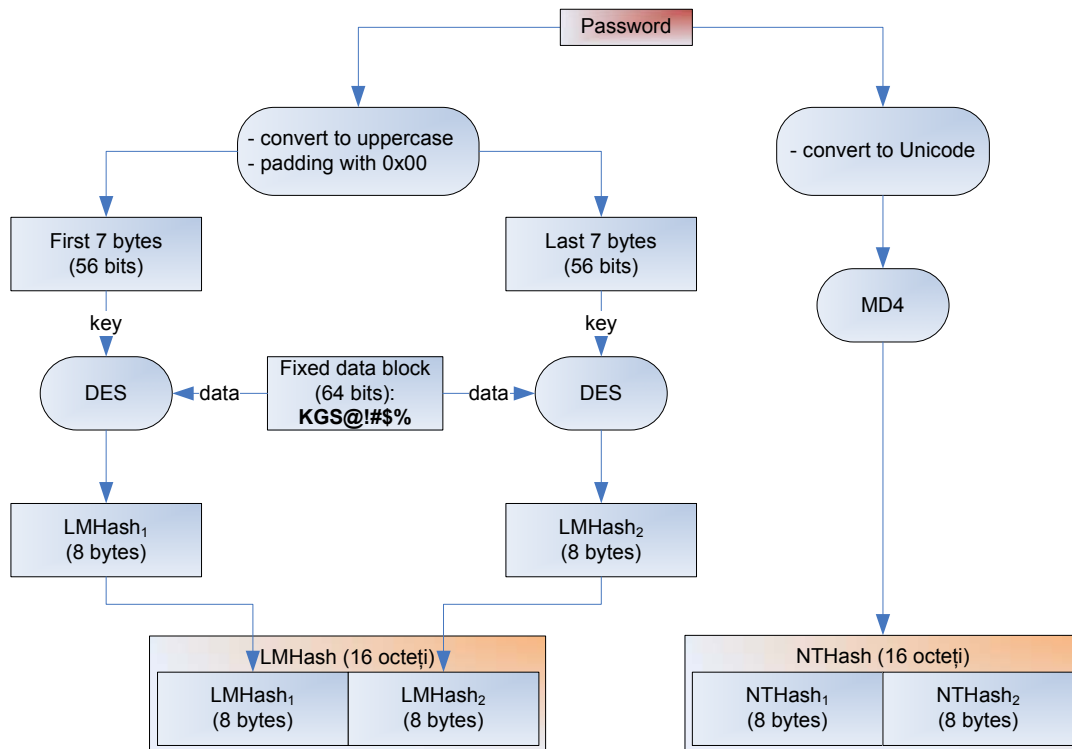 Password
- convert to uppercase
- padding with 0x00
- convert to Unicode
First 7 bytes
(56 bits)
Last 7 bytes
(56 bits)
MD4
key
key
DES
data
Fixed data block
(64 bits):
KGS@!#$%
data
DES
LMHash₁
(8 bytes)
LMHash₂
(8 bytes)
LMHash (16 octeți)
LMHash₁
(8 bytes)
LMHash₂
(8 bytes)
NTHash (16 octeți)
NTHash₁
(8 bytes)
NTHash₂
(8 bytes)